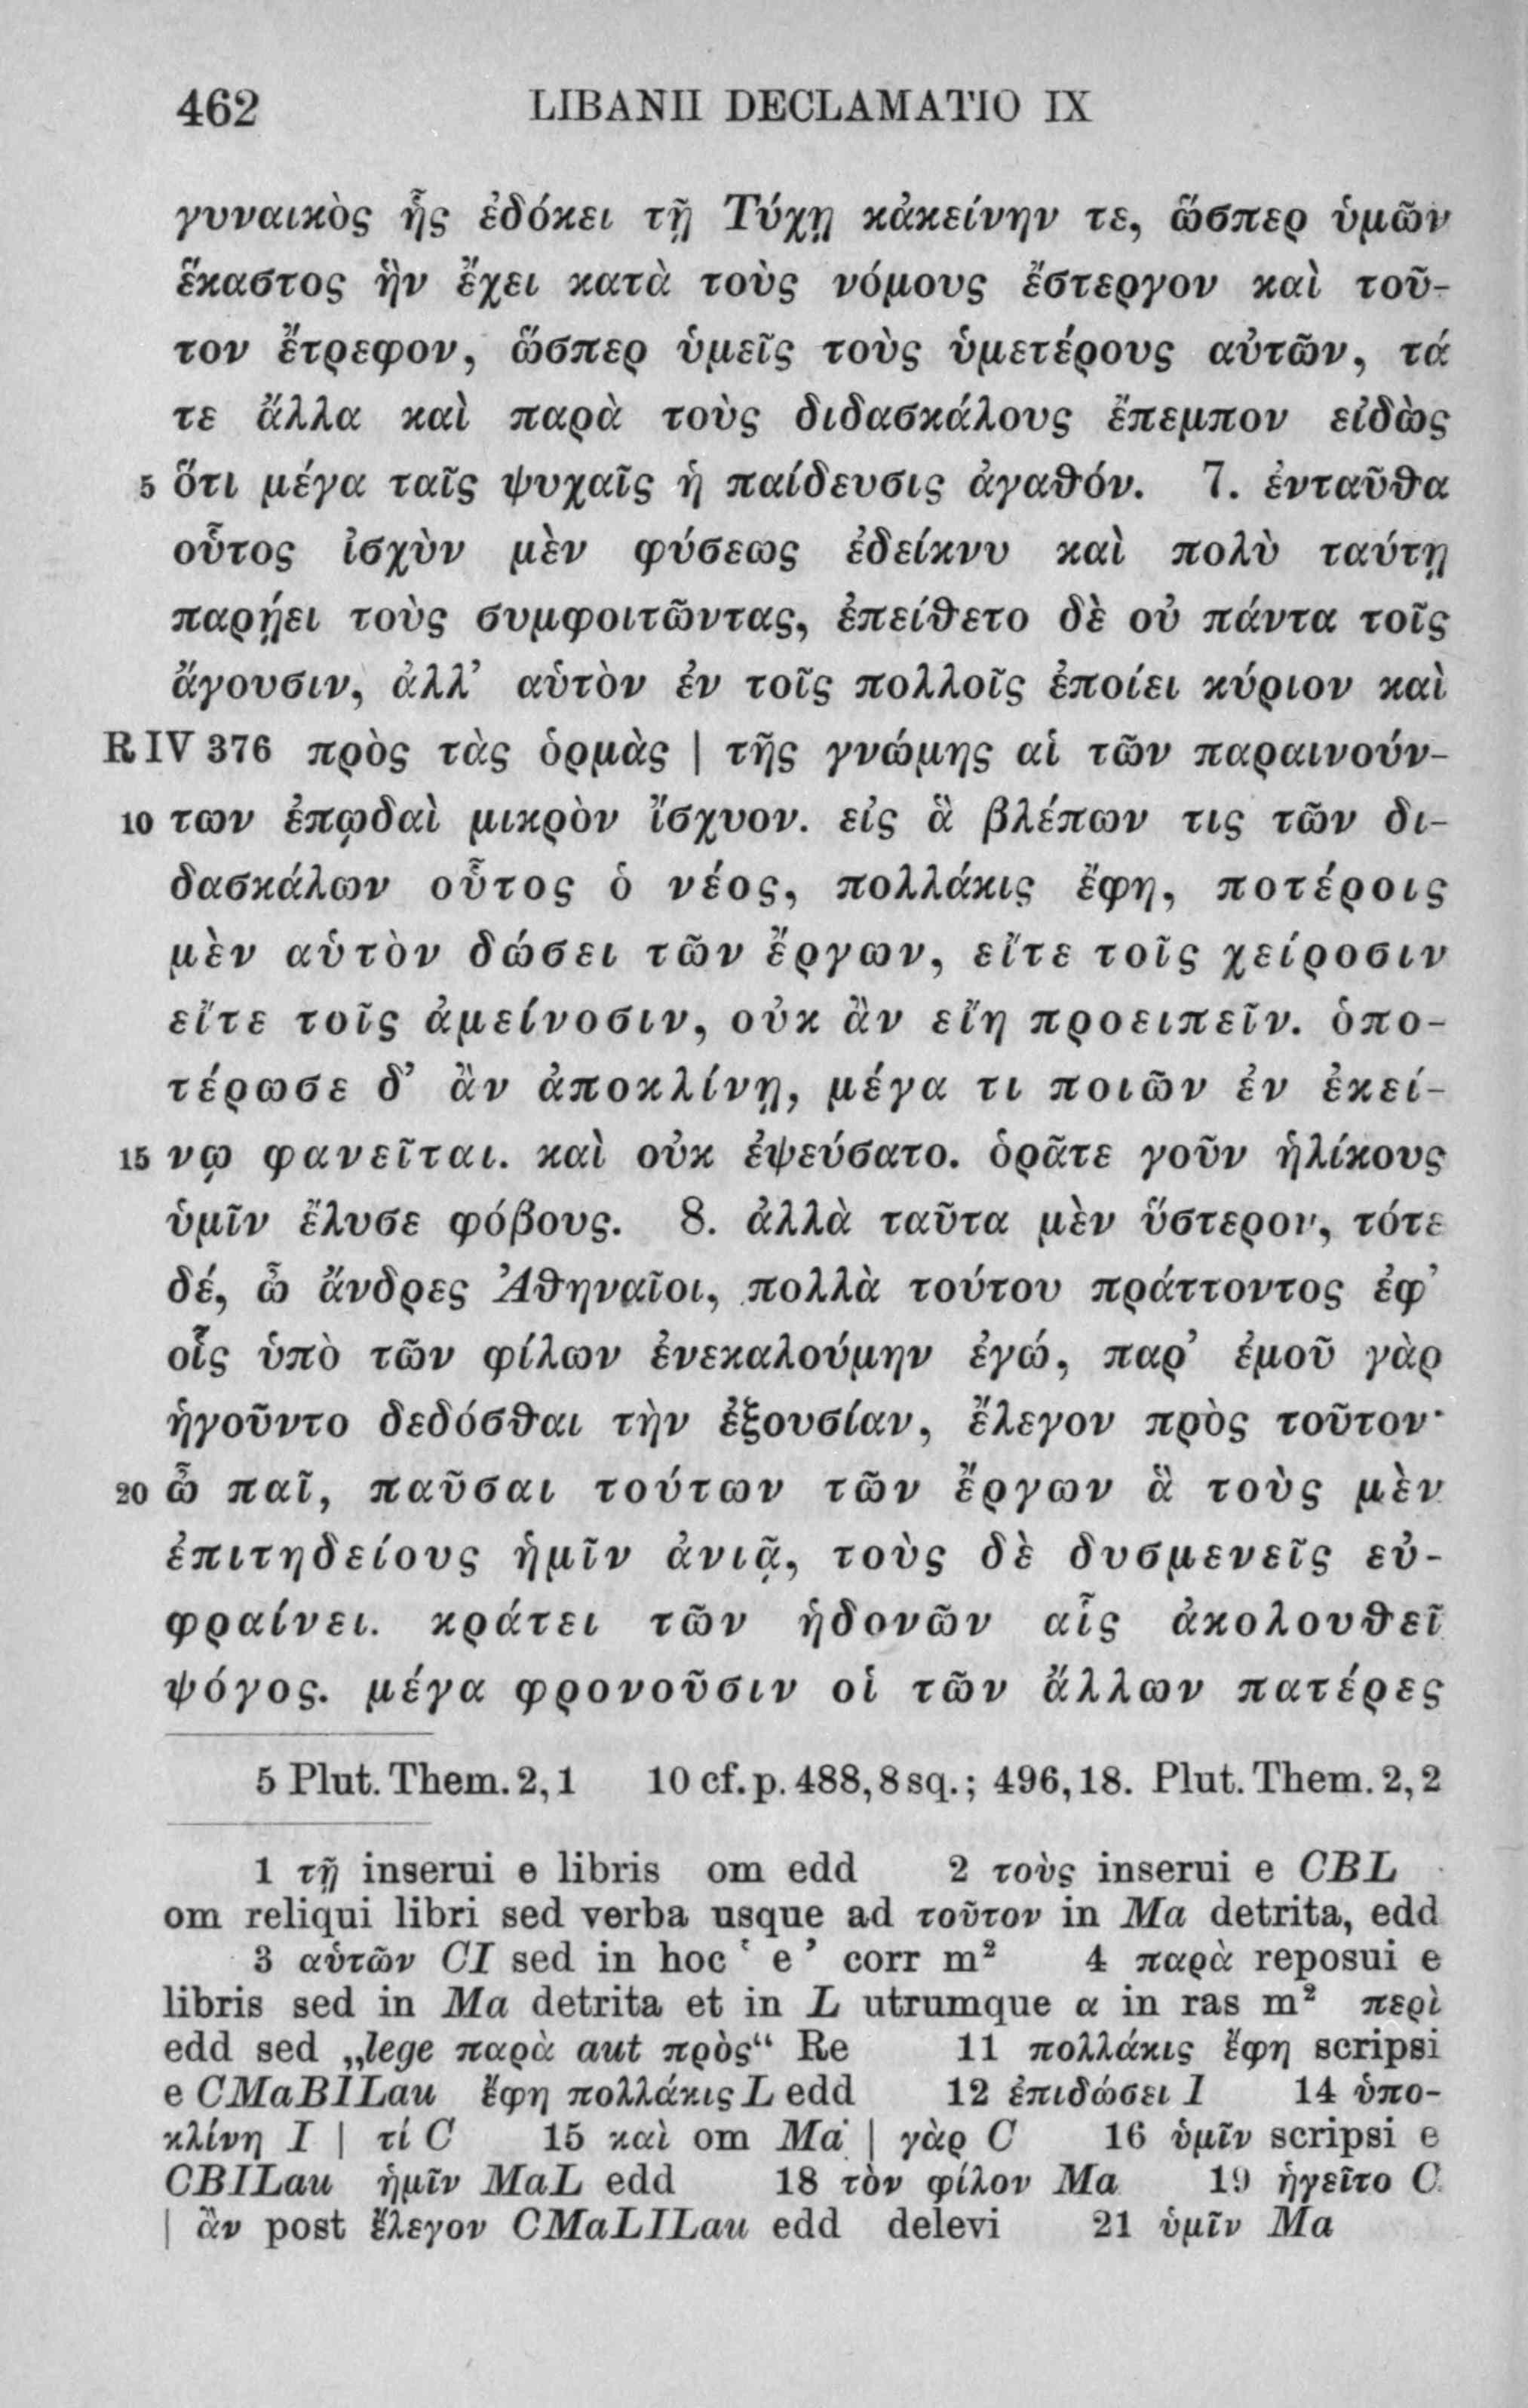 462 LIBANII DECLAMATIO IX
γυναικὸς ἧς ἐδόκει τῇ Τύχῃ κἀκείνην τε, ὥσπερ ὑμῶν
ἕκαστος ἣν ἔχει κατὰ τοὺς νόμους ἔστεργον καὶ τοῦ-
τον ἔτρεφον, ὥσπερ ὑμεῖς τοὺς ὑμετέρους αὐτῶν, τά
τε ἄλλα καὶ παρὰ τοὺς διδασκάλους ἔπεμπον εἰδὼς
5 ὅτι μέγα ταῖς ψυχαῖς ἡ παίδευσις ἀγαθόν. 7. ἐνταῦθα
οὗτος ἰσχὺν μὲν φύσεως ἐδείκνυ καὶ πολὺ ταύτῃ
παρῄει τοὺς συμφοιτῶντας, ἐπείθετο δὲ οὐ πάντα τοῖς
ἄγουσιν, ἀλλ’ αὑτὸν ἐν τοῖς πολλοῖς ἐποίει κύριον καὶ
R IV 376 πρὸς τὰς ὁρμὰς | τῆς γνώμης αἱ τῶν παραινούν-
10 των ἐπῳδαὶ μικρὸν ἴσχυον. εἰς ἃ βλέπων τις τῶν δι-
δασκάλων οὗτος ὁ νέος, πολλάκις ἔφη, ποτέροις
μὲν αὑτὸν δώσει τῶν ἔργων, εἴτε τοῖς χείροσιν
εἴτε τοῖς ἀμείνοσιν, οὐκ ἂν εἴη προειπεῖν. ὁπο-
τέρωσε δ’ ἂν ἀποκλίνῃ, μέγα τι ποιῶν ἐν ἐκεί-
15 νῳ φανεῖται. καὶ οὐκ ἐψεύσατο. ὁρᾶτε γοῦν ἡλίκους
ὑμῖν ἔλυσε φόβους. 8. ἀλλὰ ταῦτα μὲν ὕστερον, τότε
δέ, ὦ ἄνδρες Ἀθηναῖοι, πολλὰ τούτου πράττοντος ἐφ’
οἷς ὑπὸ τῶν φίλων ἐνεκαλούμην ἐγώ, παρ’ ἐμοῦ γὰρ
ἡγοῦντο δεδόσθαι τὴν ἐξουσίαν, ἔλεγον πρὸς τοῦτον·
20 ὦ παῖ, παῦσαι τούτων τῶν ἔργων ἃ τοὺς μὲν
ἐπιτηδείους ἡμῖν ἀνιᾷ, τοὺς δὲ δυσμενεῖς εὐ-
φραίνει. κράτει τῶν ἡδονῶν αἷς ἀκολουθεῖ
ψόγος. μέγα φρονοῦσιν οἱ τῶν ἄλλων πατέρες
5 Plut. Them. 2, 1 10 cf. p. 488, 8 sq.; 496, 18. Plut. Them. 2, 2
1 τῇ inserui e libris om edd 2 τοὺς inserui e CBL
om reliqui libri sed verba usque ad τοῦτον in Ma detrita, edd
3 αὑτῶν CI sed in hoc ‛ e ’ corr m² 4 παρὰ reposui e
libris sed in Ma detrita et in L utrumque α in ras m² περὶ
edd sed „lege παρὰ aut πρὸς“ Re 11 πολλάκις ἔφη scripsi
e CMaBILau ἔφη πολλάκις L edd 12 ἐπιδώσει I 14 ὑπο-
κλίνη I | τί C 15 καὶ om Ma | γὰρ C 16 ὑμῖν scripsi e
CBILau ἡμῖν MaL edd 18 τὸν φίλον Ma 19 ἡγεῖτο C
| ἂν post ἔλεγον CMaLILau edd delevi 21 ὑμῖν Ma